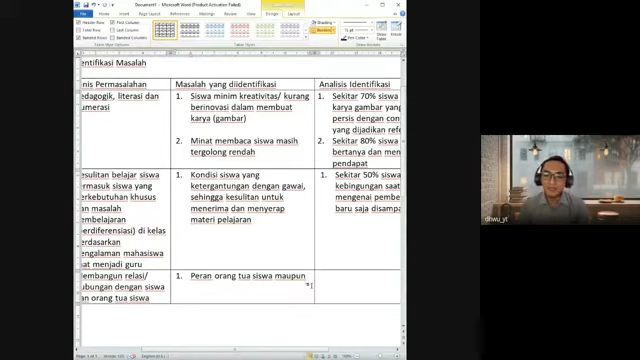 Document1 - Microsoft Word (Product Activation Failed)
File Home Insert Page Layout References Mailings Review View Design Layout
Header Row First Column
Total Row Last Column
Banded Rows Banded Columns
Shading
Borders
Draw Table
Eraser
Table Style Options
Table Styles
Draw Borders
entifikasi Masalah
nis Permasalahan
Masalah yang diidentifikasi
Analisis Identifikasi
edagogik, literasi dan
umerasi
1. Siswa minim kreativitas/ kurang
berinovasi dalam membuat
karya (gambar)
2. Minat membaca siswa masih
tergolong rendah
1. Sekitar 70% siswa
karya gambar yang
persis dengan con
yang dijadikan refe
2. Sekitar 80% siswa
bertanya dan men
pendapat
esulitan belajar siswa
ermasuk siswa yang
erkebutuhan khusus
an masalah
embelajaran
erdiferensiasi) di kelas
erdasarkan
engalaman mahasiswa
aat menjadi guru
1. Kondisi siswa yang
ketergantungan dengan gawai,
sehingga kesulitan untuk
menerima dan menyerap
materi pelajaran
1. Sekitar 50% siswa
kebingungan saat
mengenai pembe
baru saja disampa
embangun relasi/
ubungan dengan siswa
an orang tua siswa
1. Peran orang tua siswa maupun
dhwu_yt